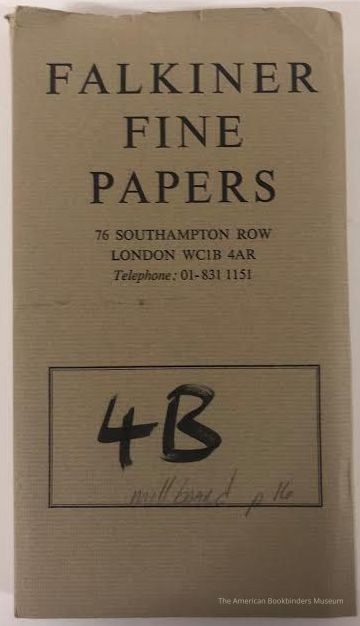 FALKINER
FINE
PAPERS
76 SOUTHAMPTON ROW
LONDON WC1B 4AR
Telephone: 01-831 1151
4B
millboard p 16
The American Bookbinders Museum